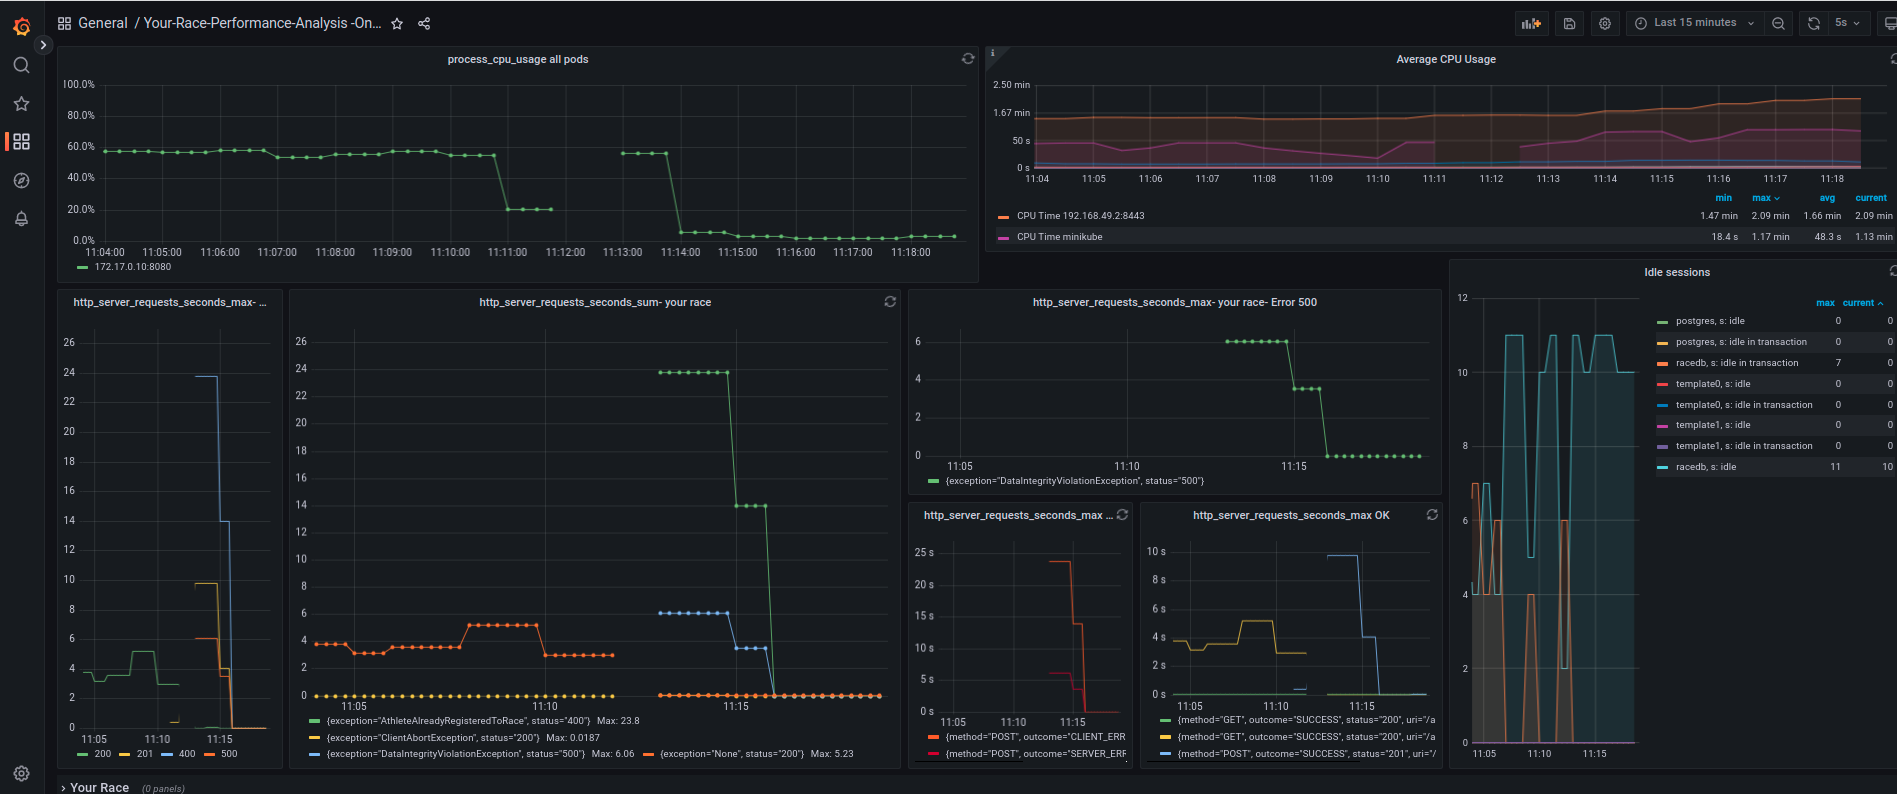 General / Your-Race-Performance-Analysis -On...
Last 15 minutes
5s
process_cpu_usage all pods
100.0%
80.0%
60.0%
40.0%
20.0%
0.0%
11:04:00 11:05:00 11:06:00 11:07:00 11:08:00 11:09:00 11:10:00 11:11:00 11:12:00 11:13:00 11:14:00 11:15:00 11:16:00 11:17:00 11:18:00
172.17.0.10:8080
Average CPU Usage
2.50 min
1.67 min
50 s
0 s
11:04 11:05 11:06 11:07 11:08 11:09 11:10 11:11 11:12 11:13 11:14 11:15 11:16 11:17 11:18
min max avg current
CPU Time 192.168.49.2:8443 1.47 min 2.09 min 1.66 min 2.09 min
CPU Time minikube 18.4 s 1.17 min 48.3 s 1.13 min
http_server_requests_seconds_max- ...
26
24
22
20
18
16
14
12
10
8
6
4
2
0
11:05 11:10 11:15
200 201 400 500
http_server_requests_seconds_sum- your race
26
24
22
20
18
16
14
12
10
8
6
4
2
0
11:05 11:10 11:15
{exception="AthleteAlreadyRegisteredToRace", status="400"} Max: 23.8
{exception="ClientAbortException", status="200"} Max: 0.0187
{exception="DataIntegrityViolationException", status="500"} Max: 6.06 {exception="None", status="200"} Max: 5.23
http_server_requests_seconds_max- your race- Error 500
6
4
2
0
11:05 11:10 11:15
{exception="DataIntegrityViolationException", status="500"}
http_server_requests_seconds_max ...
25 s
20 s
15 s
10 s
5 s
0 s
11:05 11:10 11:15
{method="POST", outcome="CLIENT_ERR
{method="POST", outcome="SERVER_ERF
http_server_requests_seconds_max OK
10 s
8 s
6 s
4 s
2 s
0 s
11:05 11:10 11:15
{method="GET", outcome="SUCCESS", status="200", uri="/a
{method="GET", outcome="SUCCESS", status="200", uri="/a
{method="POST", outcome="SUCCESS", status="201", uri="/
Idle sessions
12
10
8
6
4
2
0
11:05 11:10 11:15
max current
postgres, s: idle 0 0
postgres, s: idle in transaction 0 0
racedb, s: idle in transaction 7 0
template0, s: idle 0 0
template0, s: idle in transaction 0 0
template1, s: idle 0 0
template1, s: idle in transaction 0 0
racedb, s: idle 11 10
Your Race (0 panels)